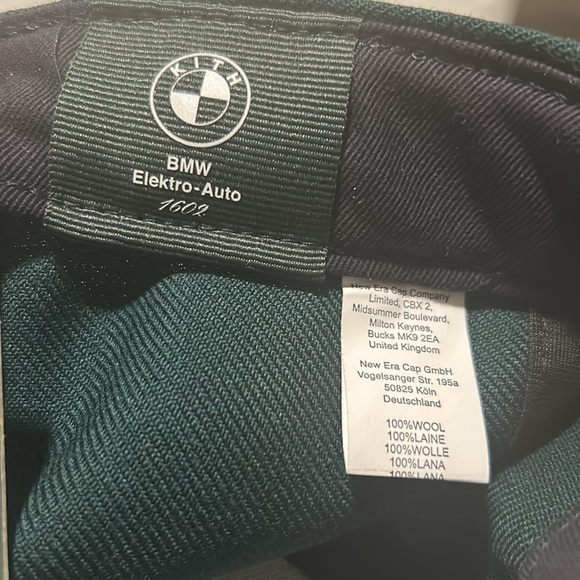 KITH
BMW
Elektro-Auto
1602
New Era Cap Company
Limited, CBX 2,
Midsummer Boulevard,
Milton Keynes,
Bucks MK9 2EA
United Kingdom
New Era Cap GmbH
Vogelsanger Str. 195a
50825 Köln
Deutschland
100%WOOL
100%LAINE
100%WOLLE
100%LANA
100%LANA